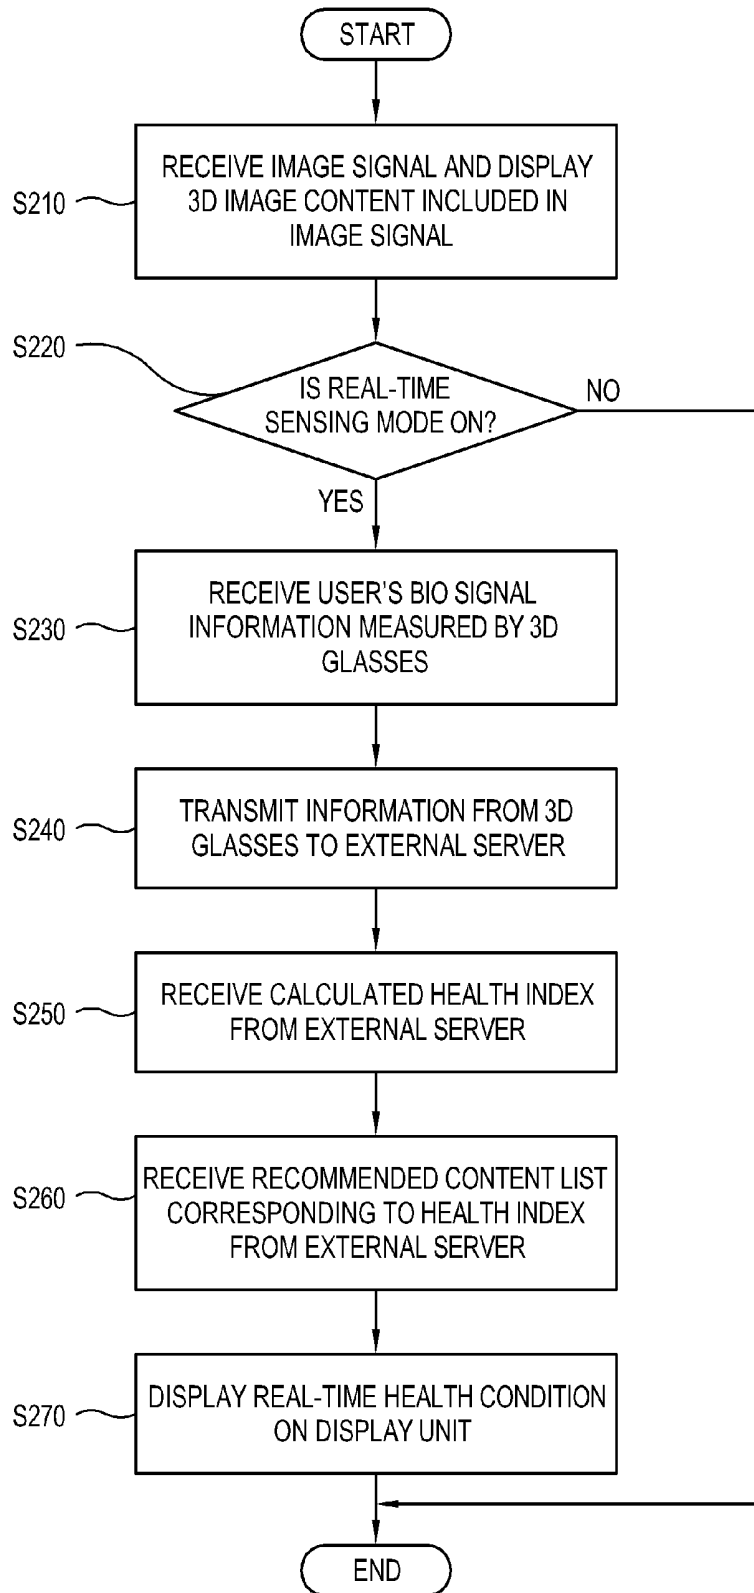 START
S210
RECEIVE IMAGE SIGNAL AND DISPLAY
3D IMAGE CONTENT INCLUDED IN
IMAGE SIGNAL
S220
IS REAL-TIME
SENSING MODE ON?
NO
YES
S230
RECEIVE USER'S BIO SIGNAL
INFORMATION MEASURED BY 3D
GLASSES
S240
TRANSMIT INFORMATION FROM 3D
GLASSES TO EXTERNAL SERVER
S250
RECEIVE CALCULATED HEALTH INDEX
FROM EXTERNAL SERVER
S260
RECEIVE RECOMMENDED CONTENT LIST
CORRESPONDING TO HEALTH INDEX
FROM EXTERNAL SERVER
S270
DISPLAY REAL-TIME HEALTH CONDITION
ON DISPLAY UNIT
END